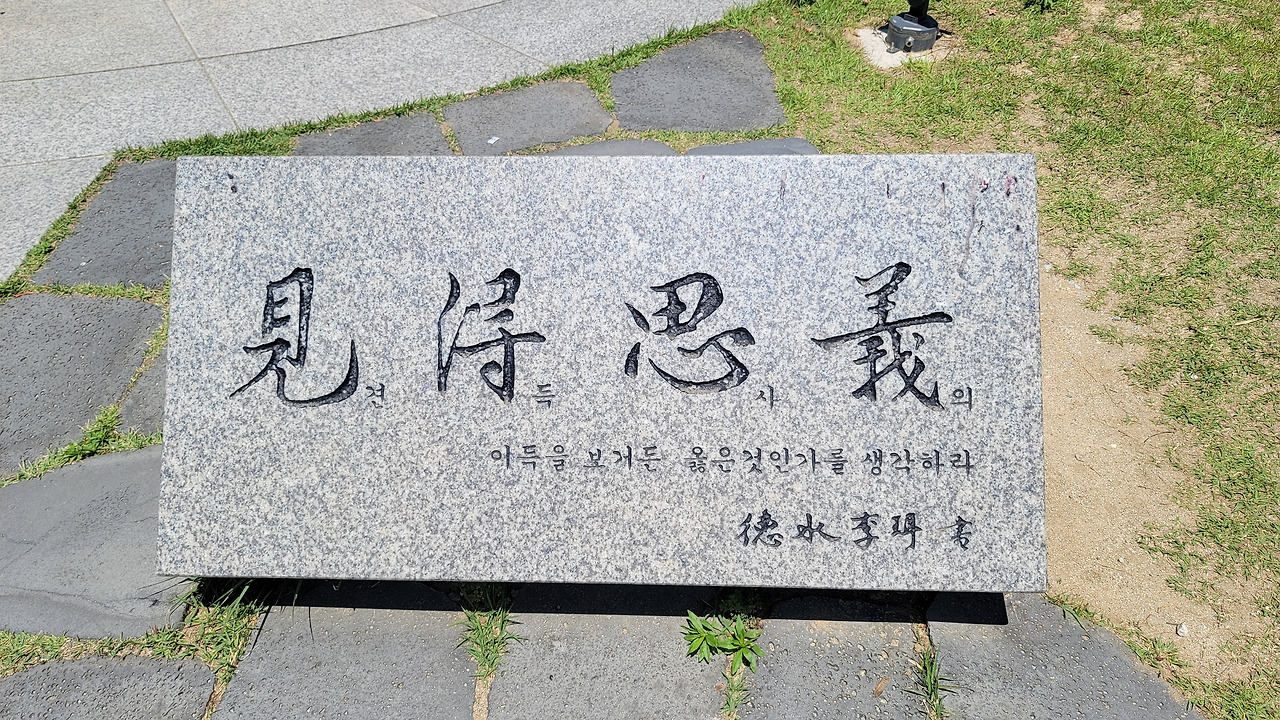 見견 得득 思사 義의
이득을 보거든 옳은것인가를 생각하라
德水 李珥 書